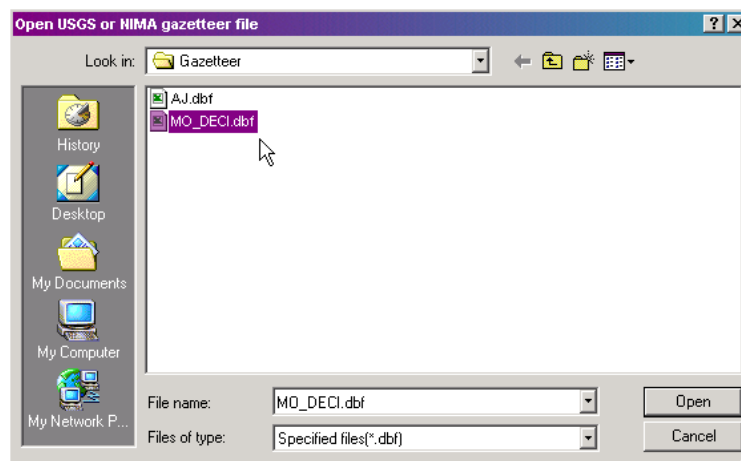 Open USGS or NIMA gazetteer file
Look in: Gazetteer
AJ.dbf
MO_DECI.dbf
History
Desktop
My Documents
My Computer
My Network P...
File name: MO_DECI.dbf Open
Files of type: Specified files(*.dbf) Cancel